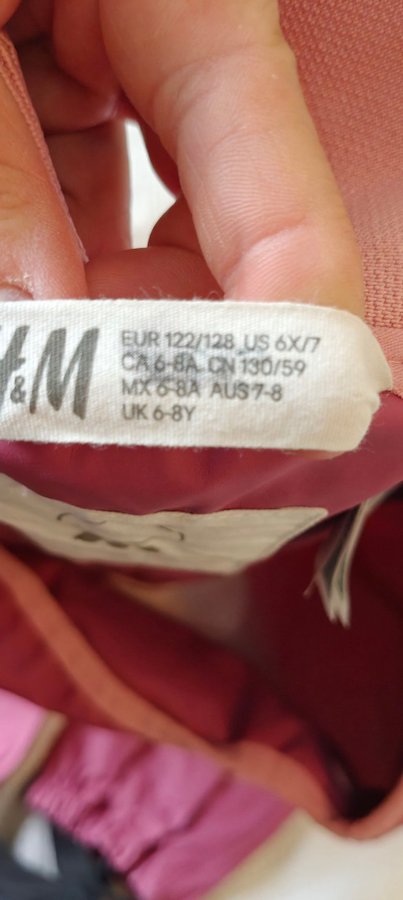 H&M
EUR 122/128 US 6X/7
CA 6-8A CN 130/59
MX 6-8A AUS 7-8
UK 6-8Y